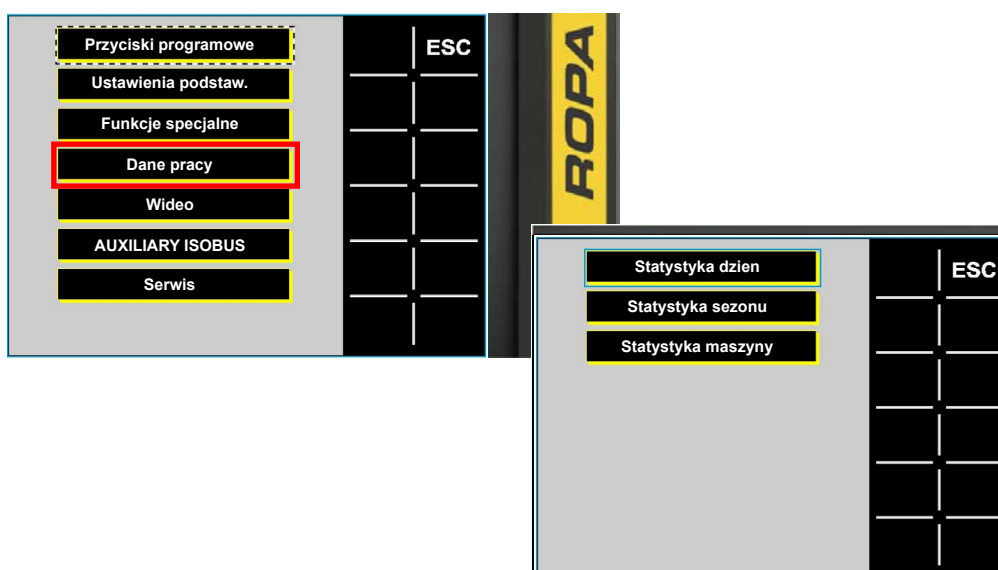 Przyciski programowe
ESC
Ustawienia podstaw.
Funkcje specjalne
Dane pracy
Wideo
AUXILIARY ISOBUS
Serwis
ROPA
Statystyka dzien
ESC
Statystyka sezonu
Statystyka maszyny